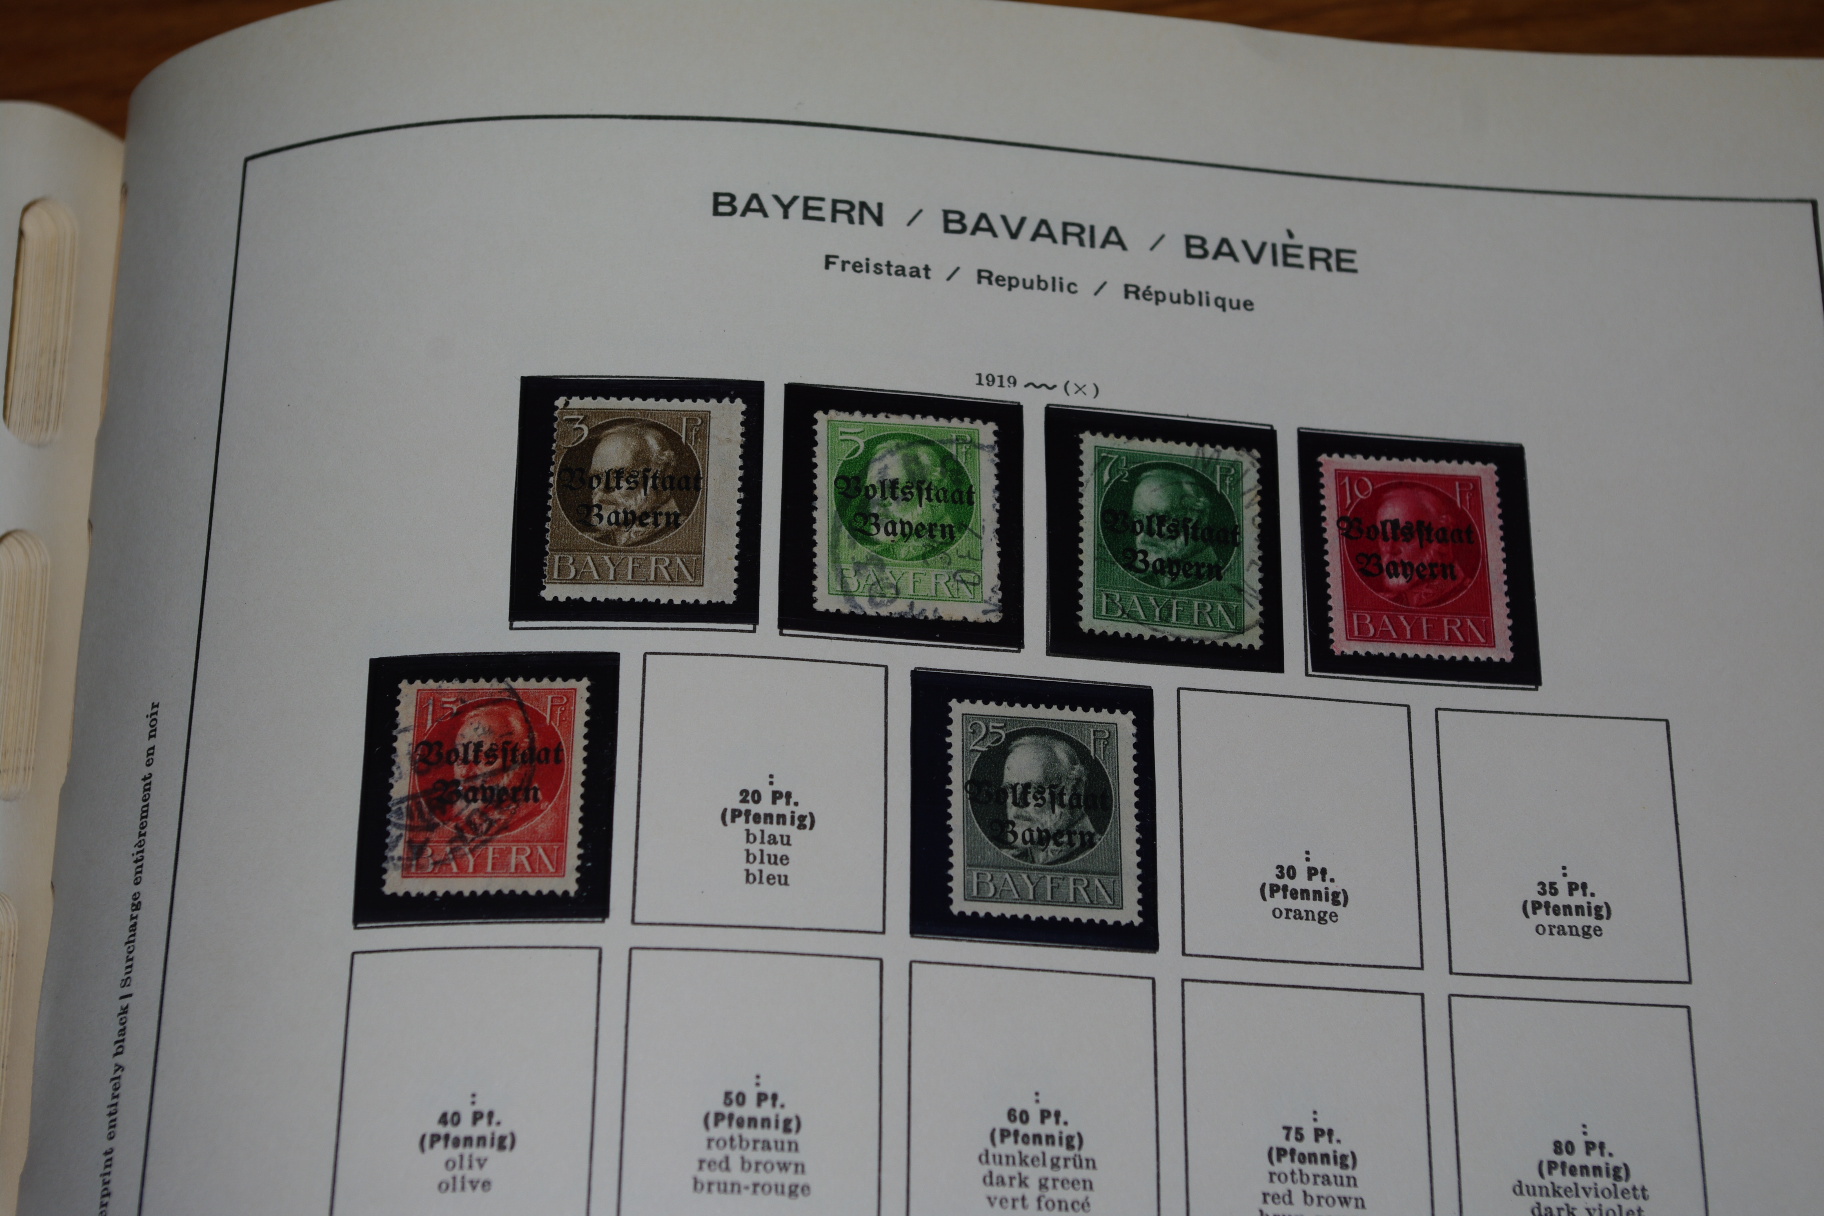 BAYERN / BAVARIA / BAVIÈRE
Freistaat / Republic / République
1919 (×)
3 Pf
Volksstaat
Bayern
BAYERN
5 Pf
Volksstaat
Bayern
BAYERN
7½ Pf
Volksstaat
Bayern
BAYERN
10 Pf
Volksstaat
Bayern
BAYERN
15 Pf
Volksstaat
Bayern
BAYERN
20 Pf.
(Pfennig)
blau
blue
bleu
25 Pf
Volksstaat
Bayern
BAYERN
30 Pf.
(Pfennig)
orange
35 Pf.
(Pfennig)
orange
40 Pf.
(Pfennig)
oliv
olive
50 Pf.
(Pfennig)
rotbraun
red brown
brun-rouge
60 Pf.
(Pfennig)
dunkelgrün
dark green
vert foncé
75 Pf.
(Pfennig)
rotbraun
red brown
80 Pf.
(Pfennig)
dunkelviolett
dark violet
erprint entirely black | Surcharge entièrement en noir